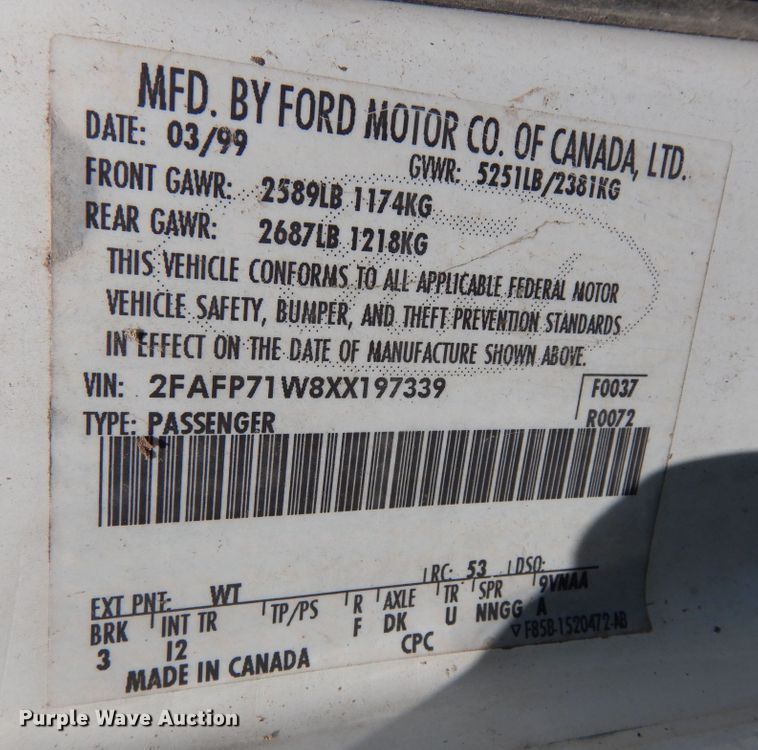 MFD. BY FORD MOTOR CO. OF CANADA, LTD.
DATE: 03/99
GVWR: 5251LB/2381KG
FRONT GAWR: 2589LB 1174KG
REAR GAWR: 2687LB 1218KG
THIS VEHICLE CONFORMS TO ALL APPLICABLE FEDERAL MOTOR
VEHICLE SAFETY, BUMPER, AND THEFT PREVENTION STANDARDS
IN EFFECT ON THE DATE OF MANUFACTURE SHOWN ABOVE.
VIN: 2FAFP71W8XX197339
F0037
TYPE: PASSENGER
R0072
EXT PNT: WT
RC: 53 DSO:
BRK INT TR TP/PS R AXLE TR SPR 9VNAA
3 I2 F DK U NNGG A
CPC
▽ F85B-1520472-AB
MADE IN CANADA
Purple Wave Auction